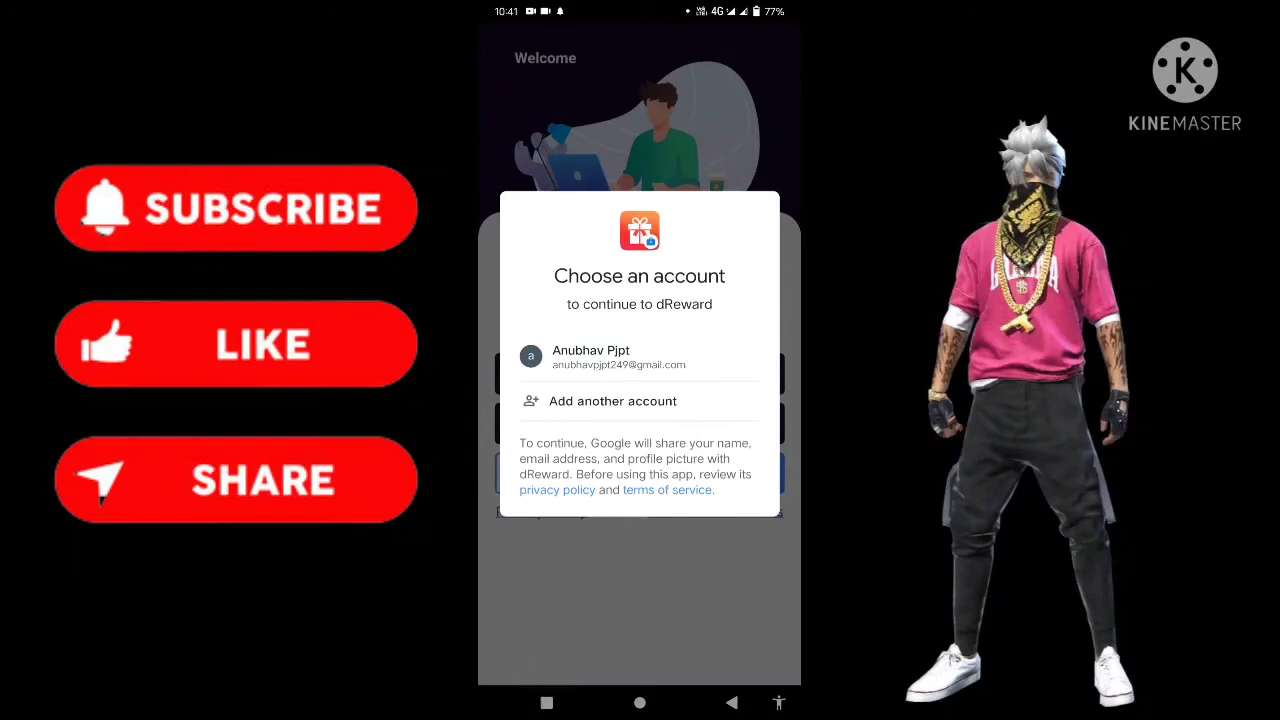 10:41
4G
77%
Welcome
SUBSCRIBE
LIKE
SHARE
Choose an account
to continue to dReward
a
Anubhav Pjpt
anubhavpjpt249@gmail.com
Add another account
To continue, Google will share your name,
email address, and profile picture with
dReward. Before using this app, review its
privacy policy and terms of service.
K
KINEMASTER